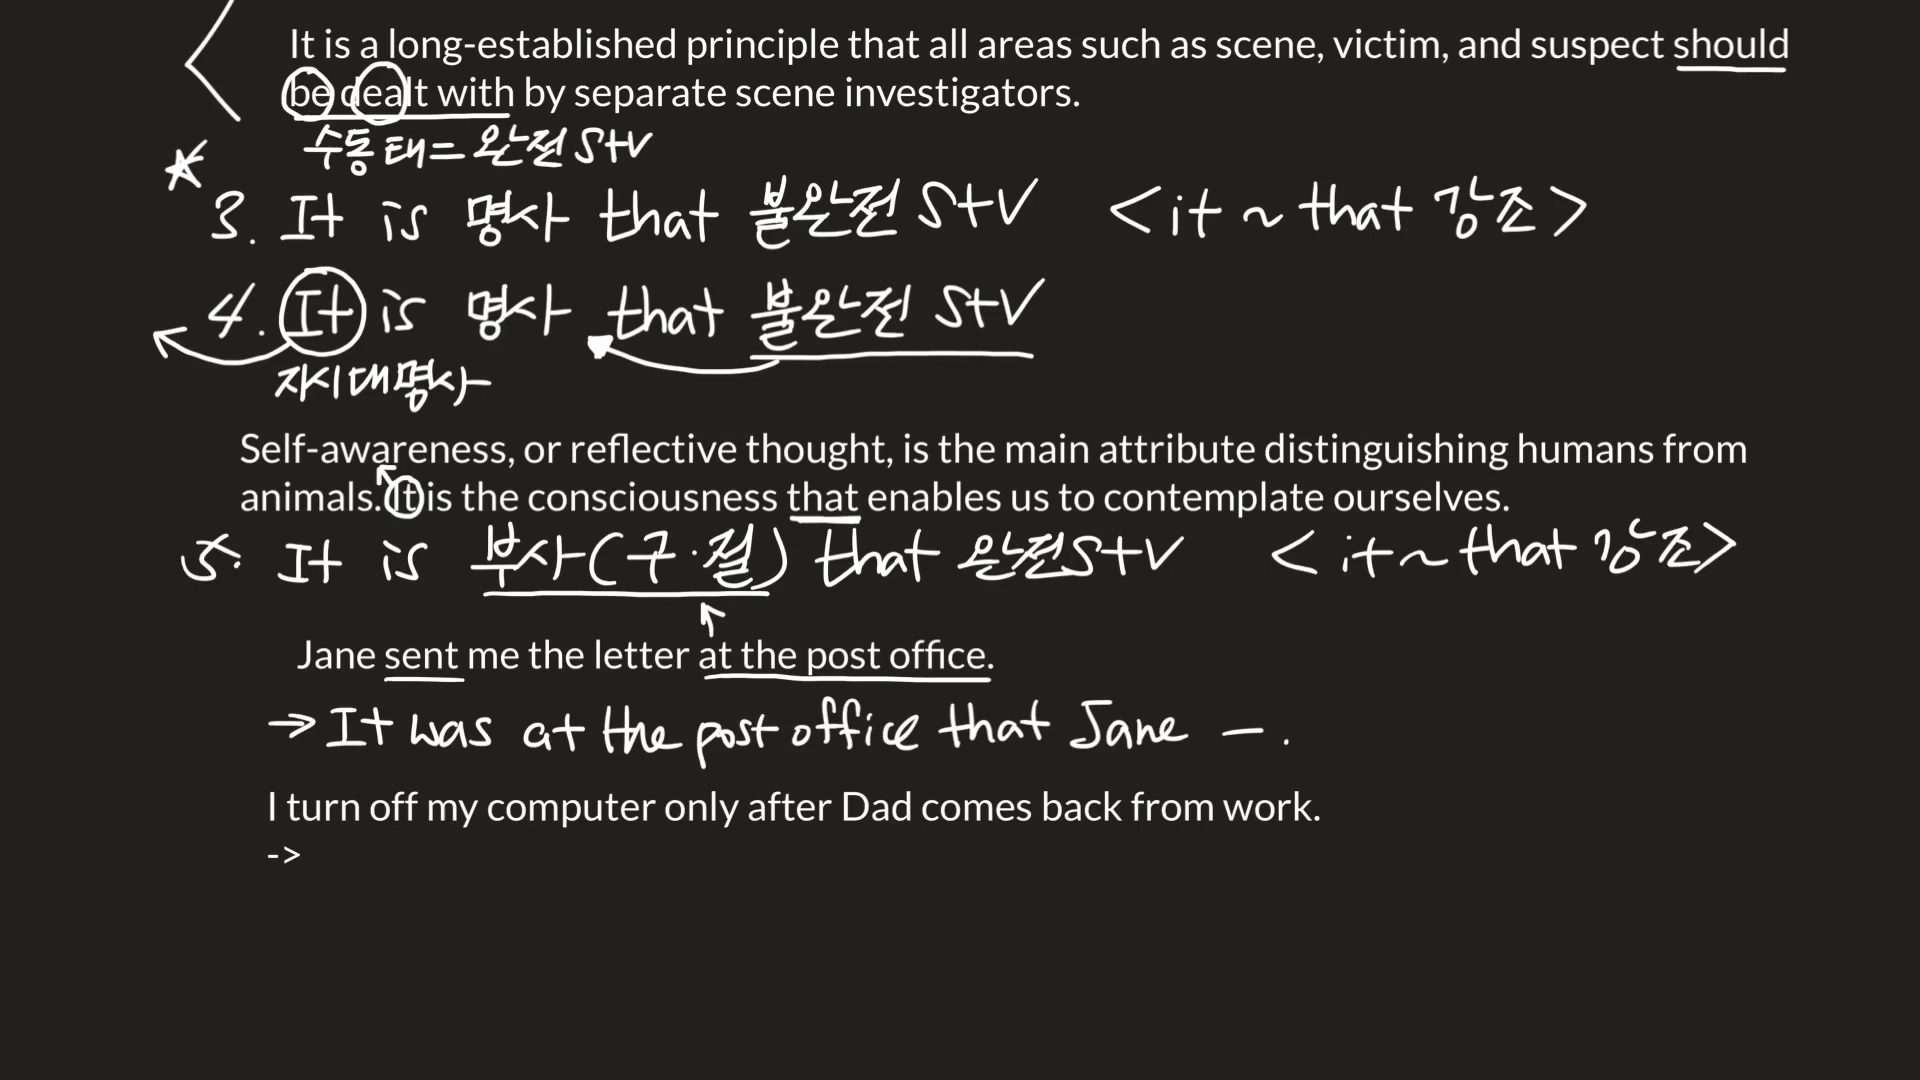 It is a long-established principle that all areas such as scene, victim, and suspect should
be dealt with by separate scene investigators.
수동태 = 완전 S+V
3. It is 명사 that 불완전 S+V <it ~ that 강조>
4. It is 명사 that 불완전 S+V
지시대명사
Self-awareness, or reflective thought, is the main attribute distinguishing humans from
animals. It is the consciousness that enables us to contemplate ourselves.
5. It is 부사(구·절) that 완전S+V <it ~ that 강조>
Jane sent me the letter at the post office.
→ It was at the post office that Jane — .
I turn off my computer only after Dad comes back from work.
->